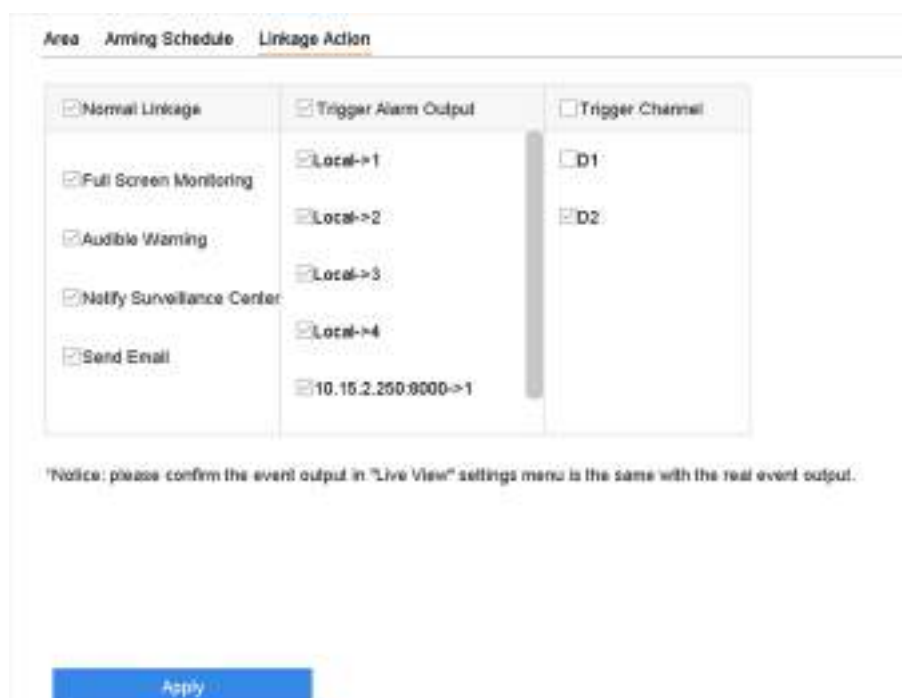 Area Arming Schedule Linkage Action
Normal Linkage Trigger Alarm Output Trigger Channel
Full Screen Monitoring
Audible Warning
Notify Surveillance Center
Send Email
Local->1
Local->2
Local->3
Local->4
10.15.2.250:8000->1
D1
D2
*Notice: please confirm the event output in "Live View" settings menu is the same with the real event output.
Apply